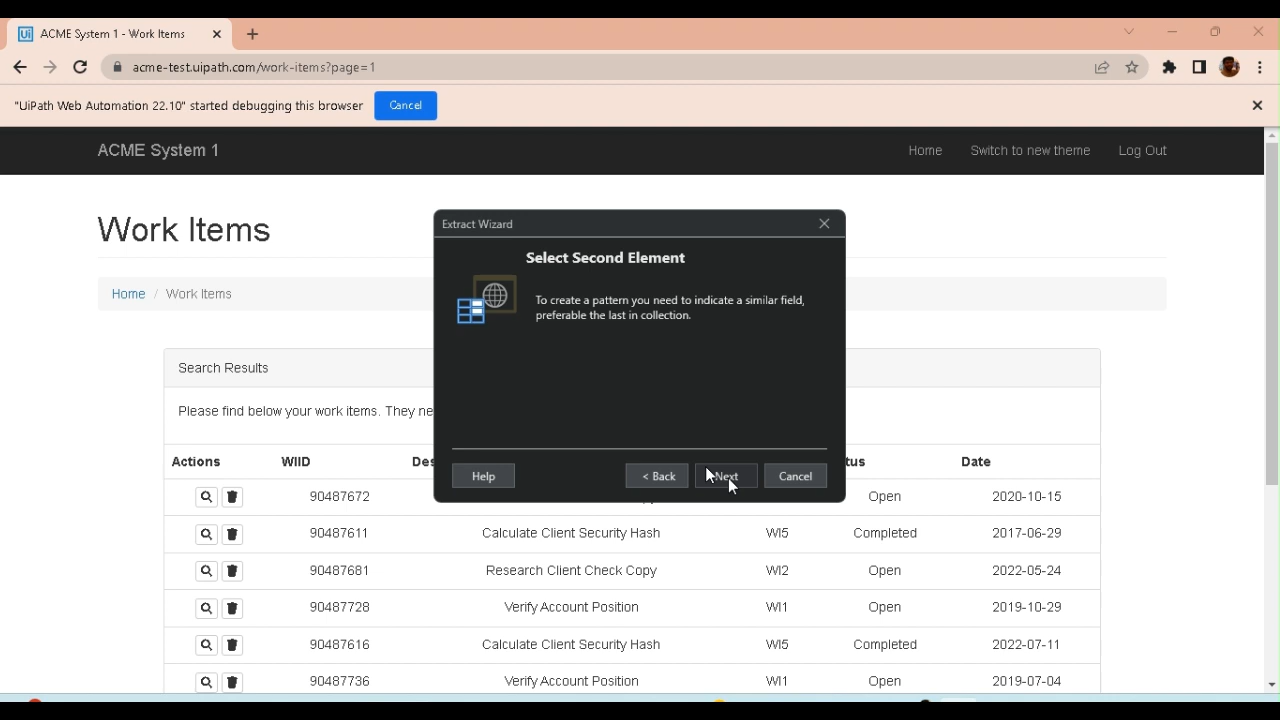 Ui ACME System 1 - Work Items
acme-test.uipath.com/work-items?page=1
"UiPath Web Automation 22.10" started debugging this browser Cancel
ACME System 1 Home Switch to new theme Log Out
Work Items
Home / Work Items
Extract Wizard
Select Second Element
To create a pattern you need to indicate a similar field,
preferable the last in collection.
Help < Back Next Cancel
Search Results
Please find below your work items. They ne
Actions WIID Des tus Date
90487672 Open 2020-10-15
90487611 Calculate Client Security Hash WI5 Completed 2017-06-29
90487681 Research Client Check Copy WI2 Open 2022-05-24
90487728 Verify Account Position WI1 Open 2019-10-29
90487616 Calculate Client Security Hash WI5 Completed 2022-07-11
90487736 Verify Account Position WI1 Open 2019-07-04